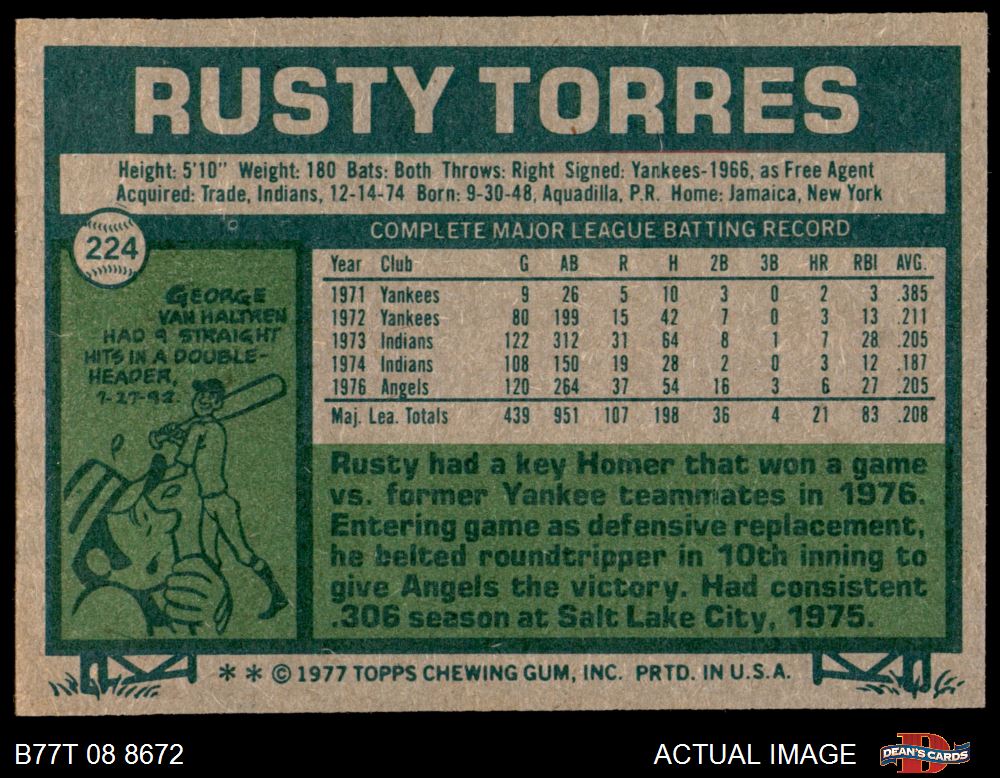 RUSTY TORRES
Height: 5'10" Weight: 180 Bats: Both Throws: Right Signed: Yankees-1966, as Free Agent
Acquired: Trade, Indians, 12-14-74 Born: 9-30-48, Aquadilla, P.R. Home: Jamaica, New York
224
GEORGE
VAN HALTREN
HAD 9 STRAIGHT
HITS IN A DOUBLE-
HEADER,
7-27-92.
COMPLETE MAJOR LEAGUE BATTING RECORD
Year Club G AB R H 2B 3B HR RBI AVG.
1971 Yankees 9 26 5 10 3 0 2 3 .385
1972 Yankees 80 199 15 42 7 0 3 13 .211
1973 Indians 122 312 31 64 8 1 7 28 .205
1974 Indians 108 150 19 28 2 0 3 12 .187
1976 Angels 120 264 37 54 16 3 6 27 .205
Maj. Lea. Totals 439 951 107 198 36 4 21 83 .208
Rusty had a key Homer that won a game
vs. former Yankee teammates in 1976.
Entering game as defensive replacement,
he belted roundtripper in 10th inning to
give Angels the victory. Had consistent
.306 season at Salt Lake City, 1975.
* * © 1977 TOPPS CHEWING GUM, INC. PRTD. IN U.S.A.
B77T 08 8672
ACTUAL IMAGE
D
DEAN'S CARDS